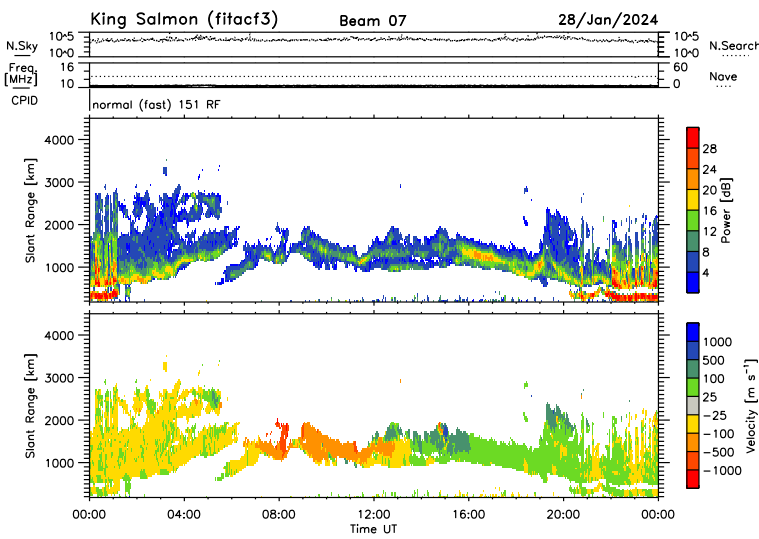 King Salmon (fitacf3) Beam 07 28/Jan/2024
N.Sky 10^5 10^0 10^5 10^0 N.Search
Freq [MHz] 16 10 60 0 Nave
CPID normal (fast) 151 RF
Slant Range [km] 4000 3000 2000 1000
Power [dB] 28 24 20 16 12 8 4
Slant Range [km] 4000 3000 2000 1000
Velocity [m s⁻¹] 1000 500 100 25 −25 −100 −500 −1000
00:00 04:00 08:00 12:00 16:00 20:00 00:00
Time UT